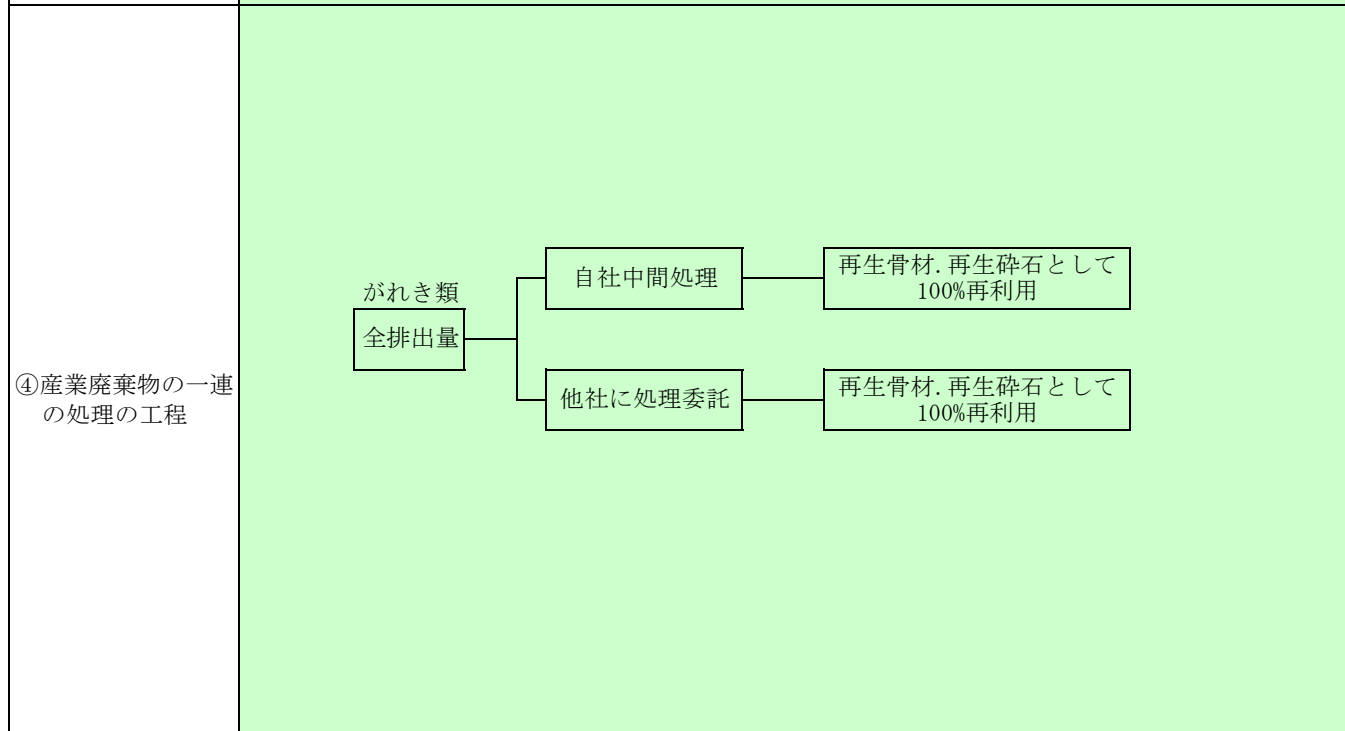 ④産業廃棄物の一連
の処理の工程
がれき類
全排出量
自社中間処理
再生骨材.再生砕石として
100%再利用
他社に処理委託
再生骨材.再生砕石として
100%再利用